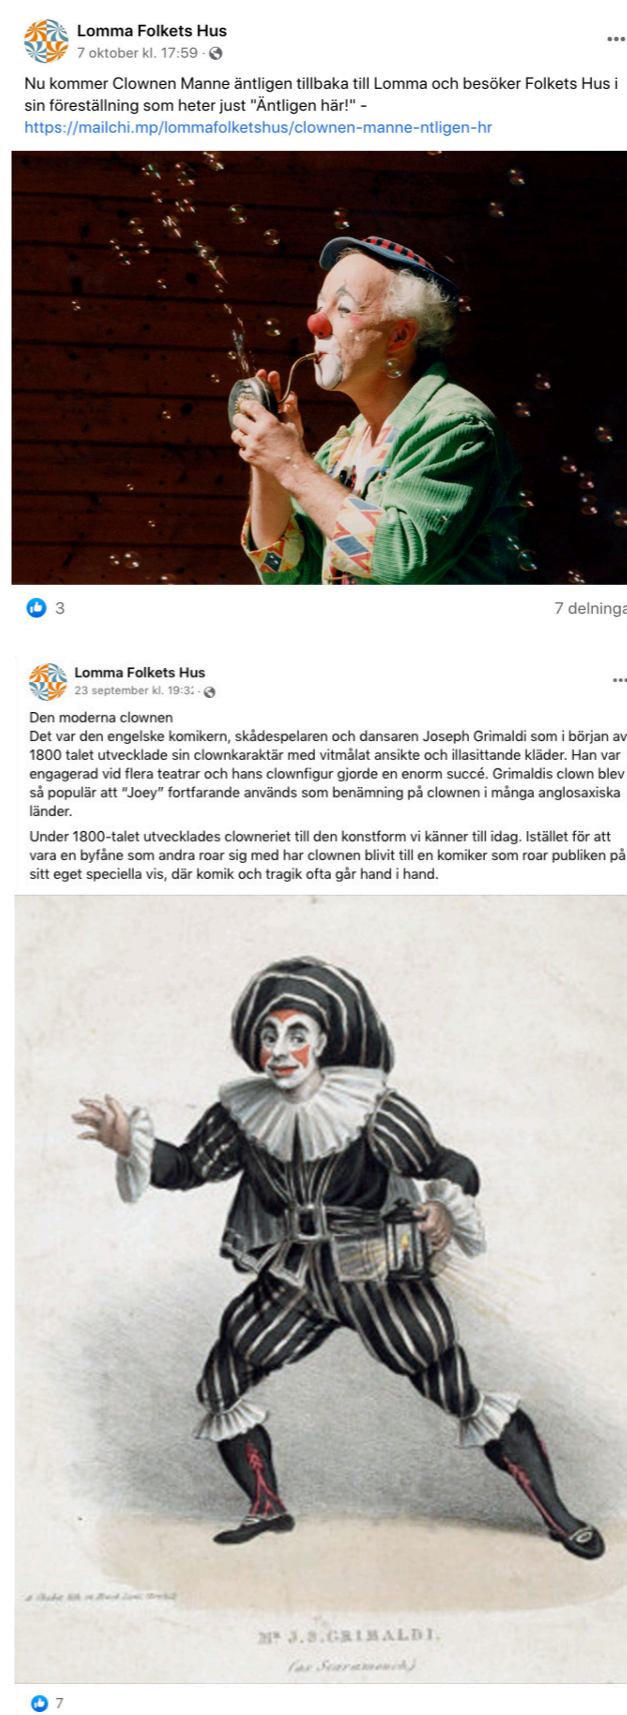 Lomma Folkets Hus
7 oktober kl. 17:59 ·
Nu kommer Clownen Manne äntligen tillbaka till Lomma och besöker Folkets Hus i
sin föreställning som heter just "Äntligen här!" -
https://mailchi.mp/lommafolketshus/clownen-manne-ntligen-hr
3
7 delninga
Lomma Folkets Hus
23 september kl. 19:32 ·
Den moderna clownen
Det var den engelske komikern, skådespelaren och dansaren Joseph Grimaldi som i början av
1800 talet utvecklade sin clownkaraktär med vitmålat ansikte och illasittande kläder. Han var
engagerad vid flera teatrar och hans clownfigur gjorde en enorm succé. Grimaldis clown blev
så populär att “Joey” fortfarande används som benämning på clownen i många anglosaxiska
länder.
Under 1800-talet utvecklades clowneriet till den konstform vi känner till idag. Istället för att
vara en byfåne som andra roar sig med har clownen blivit till en komiker som roar publiken på
sitt eget speciella vis, där komik och tragik ofta går hand i hand.
Mr J.S.GRIMALDI.
(as Scaramouch)
7